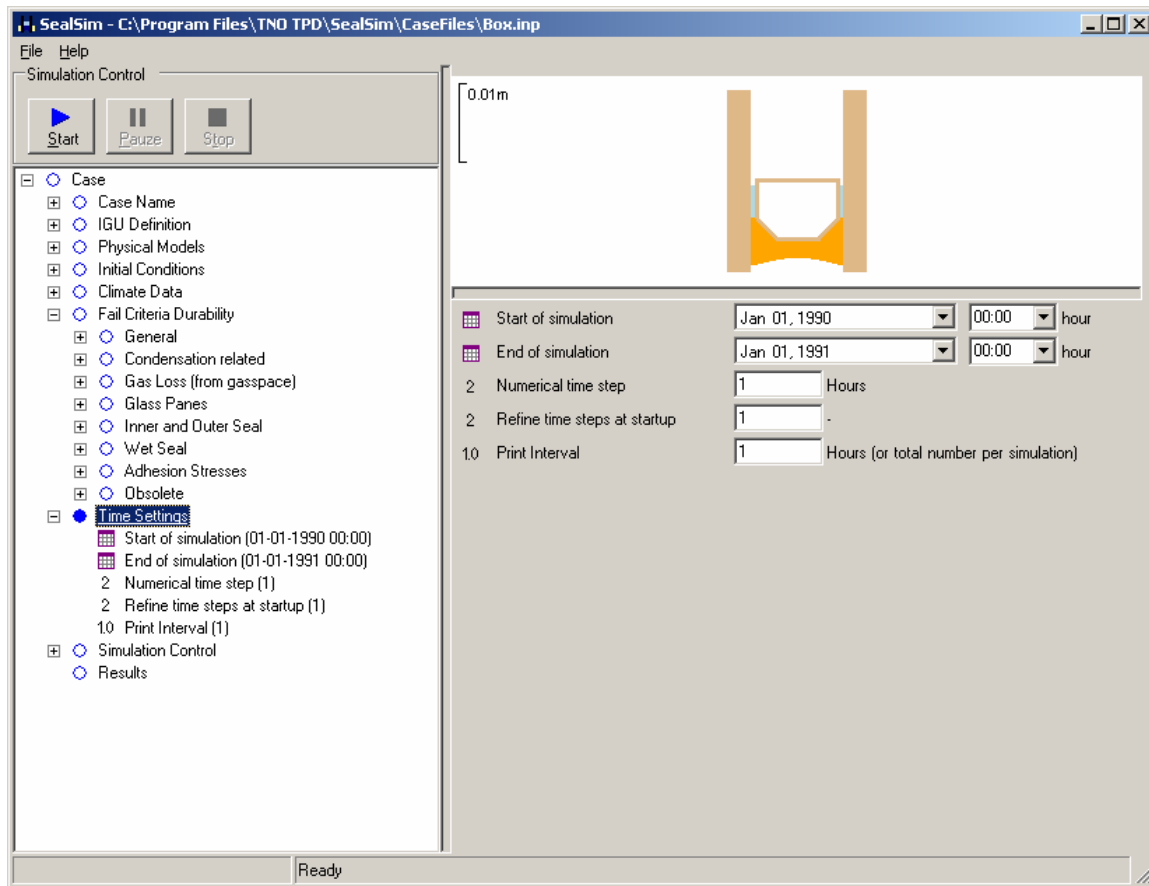 SealSim - C:\Program Files\TNO TPD\SealSim\CaseFiles\Box.inp
File Help
Simulation Control
Start Pauze Stop
Case
Case Name
IGU Definition
Physical Models
Initial Conditions
Climate Data
Fail Criteria Durability
General
Condensation related
Gas Loss (from gasspace)
Glass Panes
Inner and Outer Seal
Wet Seal
Adhesion Stresses
Obsolete
Time Settings
Start of simulation (01-01-1990 00:00)
End of simulation (01-01-1991 00:00)
2 Numerical time step (1)
2 Refine time steps at startup (1)
1.0 Print Interval (1)
Simulation Control
Results
0.01m
Start of simulation Jan 01, 1990 00:00 hour
End of simulation Jan 01, 1991 00:00 hour
2 Numerical time step 1 Hours
2 Refine time steps at startup 1 -
1.0 Print Interval 1 Hours (or total number per simulation)
Ready